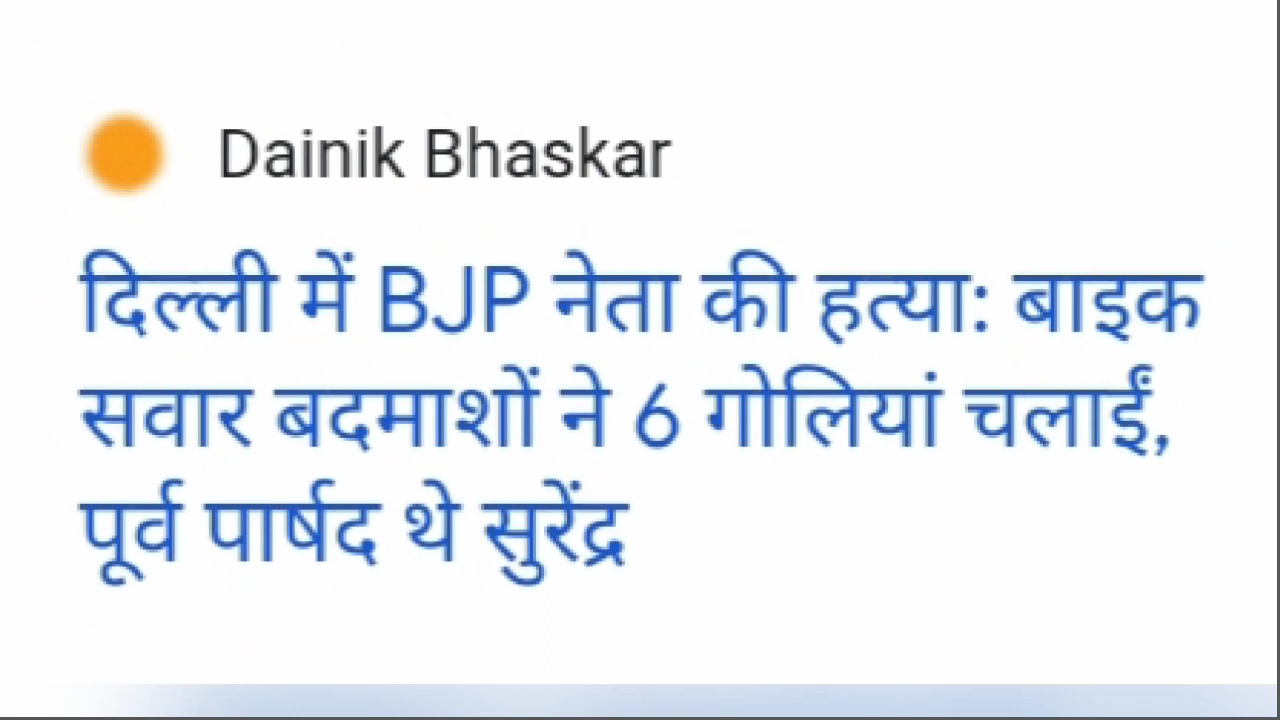 Dainik Bhaskar
दिल्ली में BJP नेता की हत्या: बाइक
सवार बदमाशों ने 6 गोलियां चलाईं,
पूर्व पार्षद थे सुरेंद्र